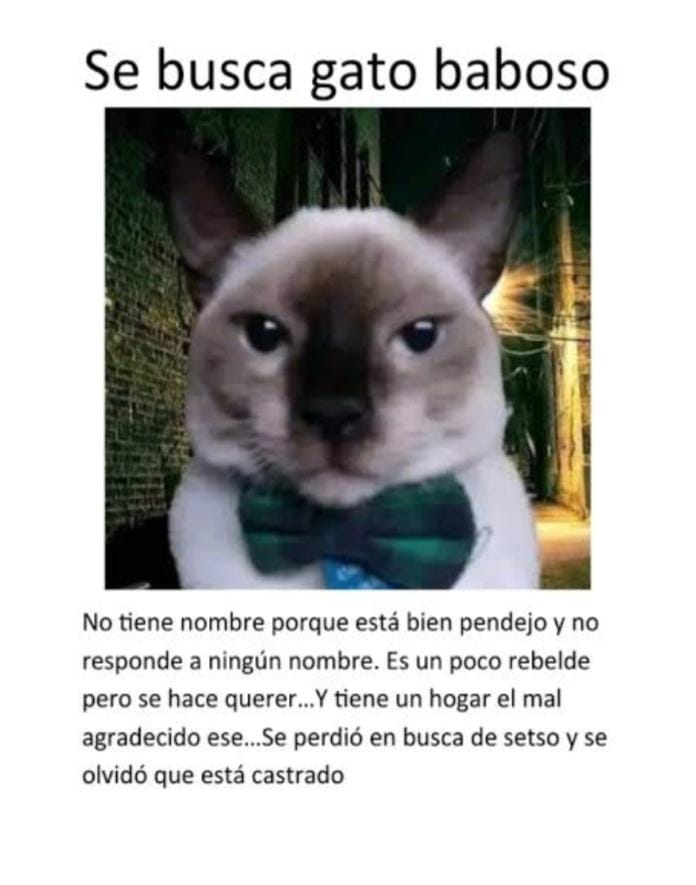 Se busca gato baboso
No tiene nombre porque está bien pendejo y no
responde a ningún nombre. Es un poco rebelde
pero se hace querer...Y tiene un hogar el mal
agradecido ese...Se perdió en busca de setso y se
olvidó que está castrado